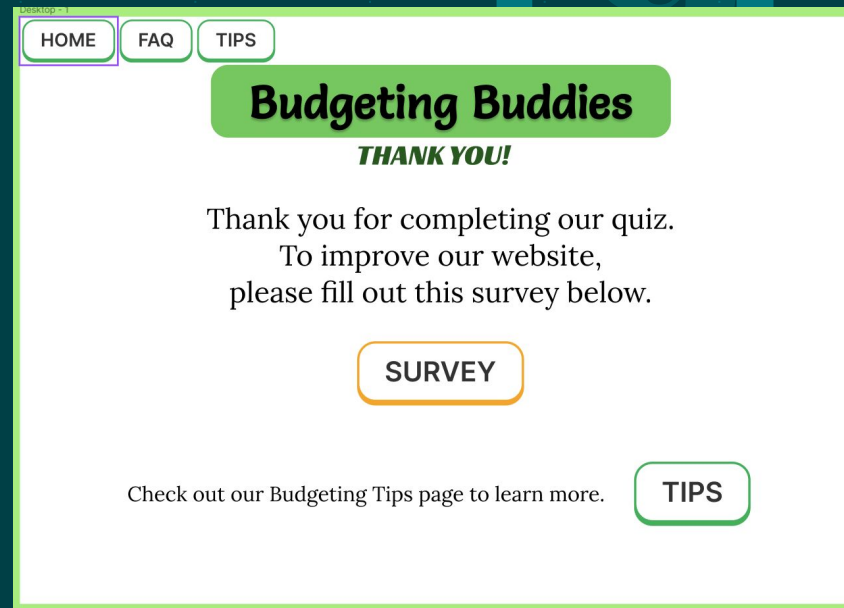 Desktop - 1
HOME FAQ TIPS
Budgeting Buddies
THANK YOU!
Thank you for completing our quiz.
To improve our website,
please fill out this survey below.
SURVEY
Check out our Budgeting Tips page to learn more. TIPS